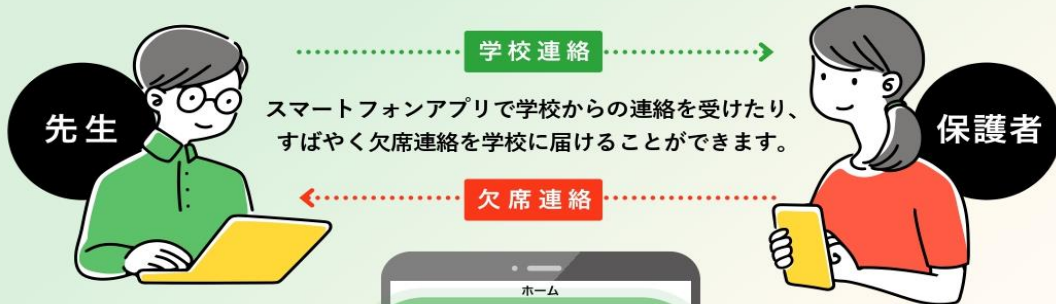 学校連絡
先生
スマートフォンアプリで学校からの連絡を受けたり、
すばやく欠席連絡を学校に届けることができます。
保護者
欠席連絡
ホーム